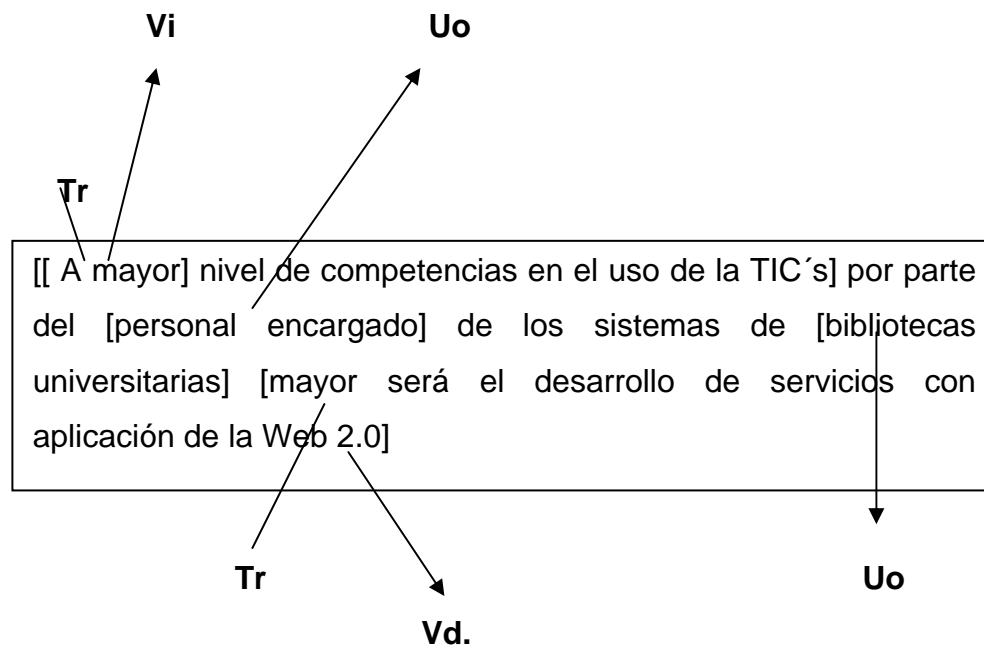 Vi Uo
Tr
[[ A mayor] nivel de competencias en el uso de la TIC´s] por parte
del [personal encargado] de los sistemas de [bibliotecas
universitarias] [mayor será el desarrollo de servicios con
aplicación de la Web 2.0]
Tr Uo
Vd.